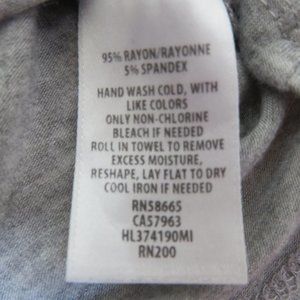 95% RAYON/RAYONNE
5% SPANDEX
HAND WASH COLD, WITH
LIKE COLORS
ONLY NON-CHLORINE
BLEACH IF NEEDED
ROLL IN TOWEL TO REMOVE
EXCESS MOISTURE,
RESHAPE, LAY FLAT TO DRY
COOL IRON IF NEEDED
RN58665
CA57963
HL374190MI
RN200